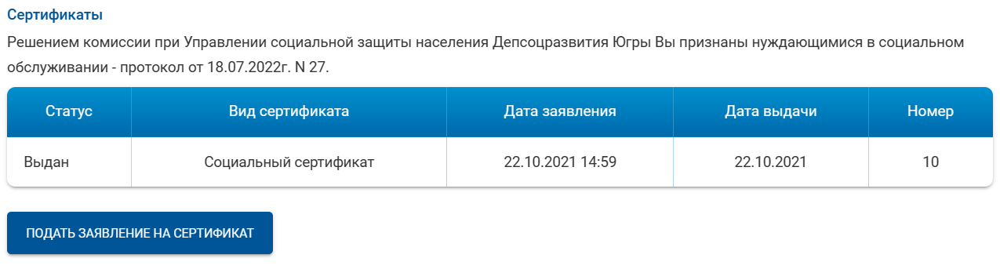 Сертификаты
Решением комиссии при Управлении социальной защиты населения Депсоцразвития Югры Вы признаны нуждающимися в социальном
обслуживании - протокол от 18.07.2022г. N 27.
Статус Вид сертификата Дата заявления Дата выдачи Номер
Выдан Социальный сертификат 22.10.2021 14:59 22.10.2021 10
ПОДАТЬ ЗАЯВЛЕНИЕ НА СЕРТИФИКАТ